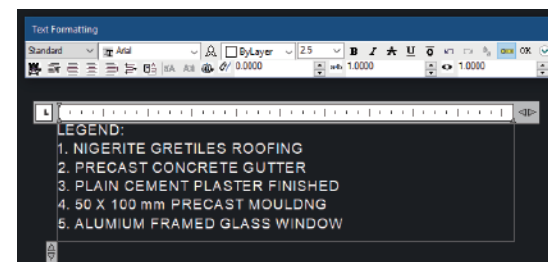 Text Formatting
Standard Arial ByLayer 2.5 B I A U O OK
0.0000 1.0000 1.0000
L
LEGEND:
1. NIGERITE GRETILES ROOFING
2. PRECAST CONCRETE GUTTER
3. PLAIN CEMENT PLASTER FINISHED
4. 50 X 100 mm PRECAST MOULDNG
5. ALUMIUM FRAMED GLASS WINDOW